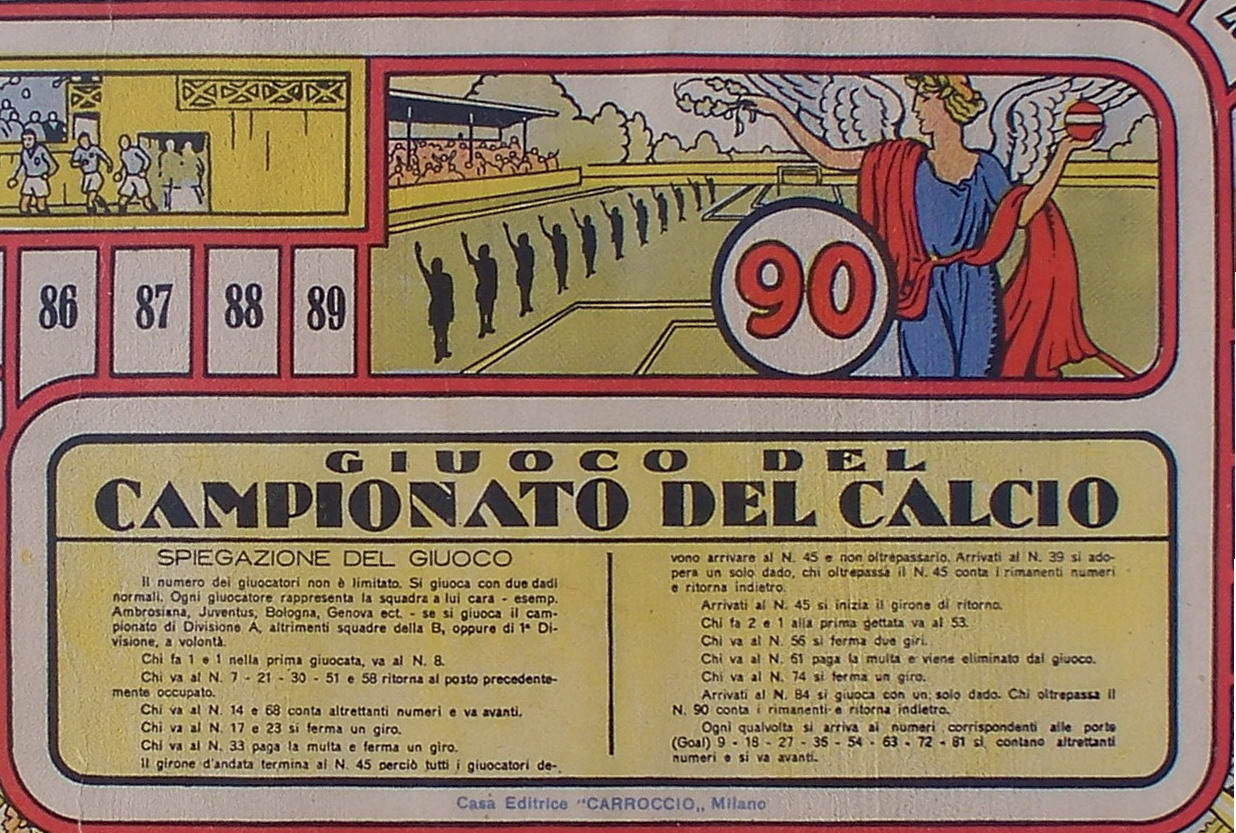 86 87 88 89
90
GIUOCO DEL
CAMPIONATO DEL CALCIO
SPIEGAZIONE DEL GIUOCO
Il numero dei giuocatori non è limitato. Si giuoca con due dadi
normali. Ogni giuocatore rappresenta la squadra a lui cara - esemp.
Ambrosiana, Juventus, Bologna, Genova ect. - se si giuoca il cam-
pionato di Divisione A, altrimenti squadre della B, oppure di 1ª Di-
visione, a volontà.
Chi fa 1 e 1 nella prima giuocata, va al N. 8.
Chi va al N. 7 - 21 - 30 - 51 e 58 ritorna al posto precedente-
mente occupato.
Chi va al N. 14 e 68 conta altrettanti numeri e va avanti.
Chi va al N. 17 e 23 si ferma un giro.
Chi va al N. 33 paga la multa e ferma un giro.
Il girone d'andata termina al N. 45 perciò tutti i giuocatori de-
vono arrivare al N. 45 e non oltrepassarlo. Arrivati al N. 39 si ado-
pera un solo dado, chi oltrepassa il N. 45 conta i rimanenti numeri
e ritorna indietro.
Arrivati al N. 45 si inizia il girone di ritorno.
Chi fa 2 e 1 alla prima gettata va al 53.
Chi va al N. 56 si ferma due giri.
Chi va al N. 61 paga la multa e viene eliminato dal giuoco.
Chi va al N. 74 si ferma un giro.
Arrivati al N. 84 si giuoca con un solo dado. Chi oltrepassa il
N. 90 conta i rimanenti e ritorna indietro.
Ogni qualvolta si arriva ai numeri corrispondenti alle porte
(Goal) 9 - 18 - 27 - 36 - 54 - 63 - 72 - 81 si contano altrettanti
numeri e si va avanti.
Casa Editrice "CARROCCIO„ Milano